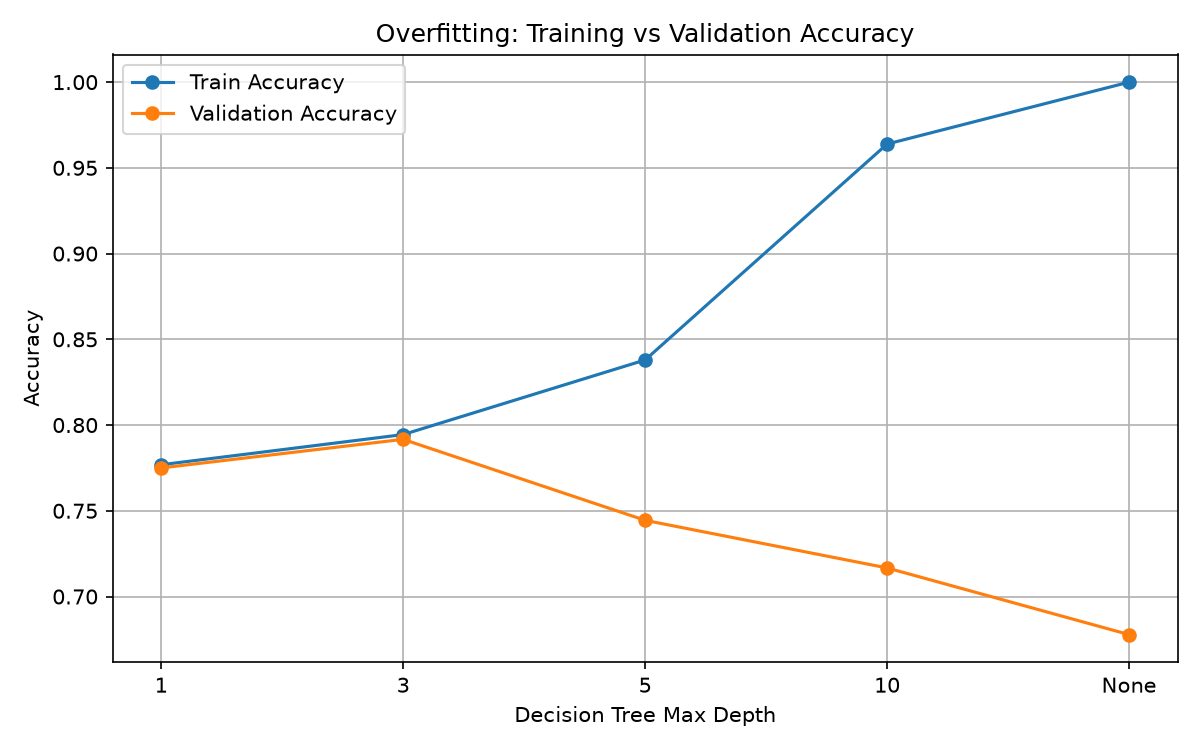 Overfitting: Training vs Validation Accuracy
Train Accuracy
Validation Accuracy
1.00
0.95
0.90
0.85
0.80
0.75
0.70
Accuracy
1 3 5 10 None
Decision Tree Max Depth